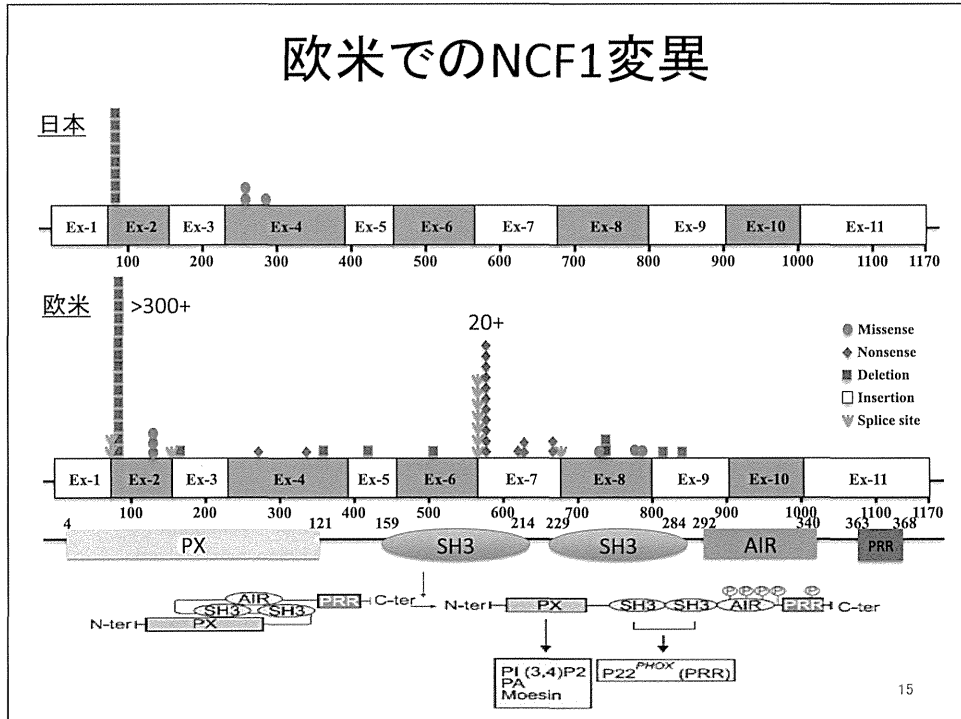 欧米でのNCF1変異
日本
Ex-1 Ex-2 Ex-3 Ex-4 Ex-5 Ex-6 Ex-7 Ex-8 Ex-9 Ex-10 Ex-11
100 200 300 400 500 600 700 800 900 1000 1100 1170
欧米
>300+
20+
Missense
Nonsense
Deletion
Insertion
Splice site
Ex-1 Ex-2 Ex-3 Ex-4 Ex-5 Ex-6 Ex-7 Ex-8 Ex-9 Ex-10 Ex-11
100 200 300 400 500 600 700 800 900 1000 1100 1170
4 121 159 214 229 284 292 340 363 368
PX SH3 SH3 AIR PRR
AIR PRR C-ter
SH3 SH3
N-ter PX
P P P P P
N-ter PX SH3 SH3 AIR PRR C-ter
PI (3,4)P2
PA
Moesin
P22PHOX (PRR)
15